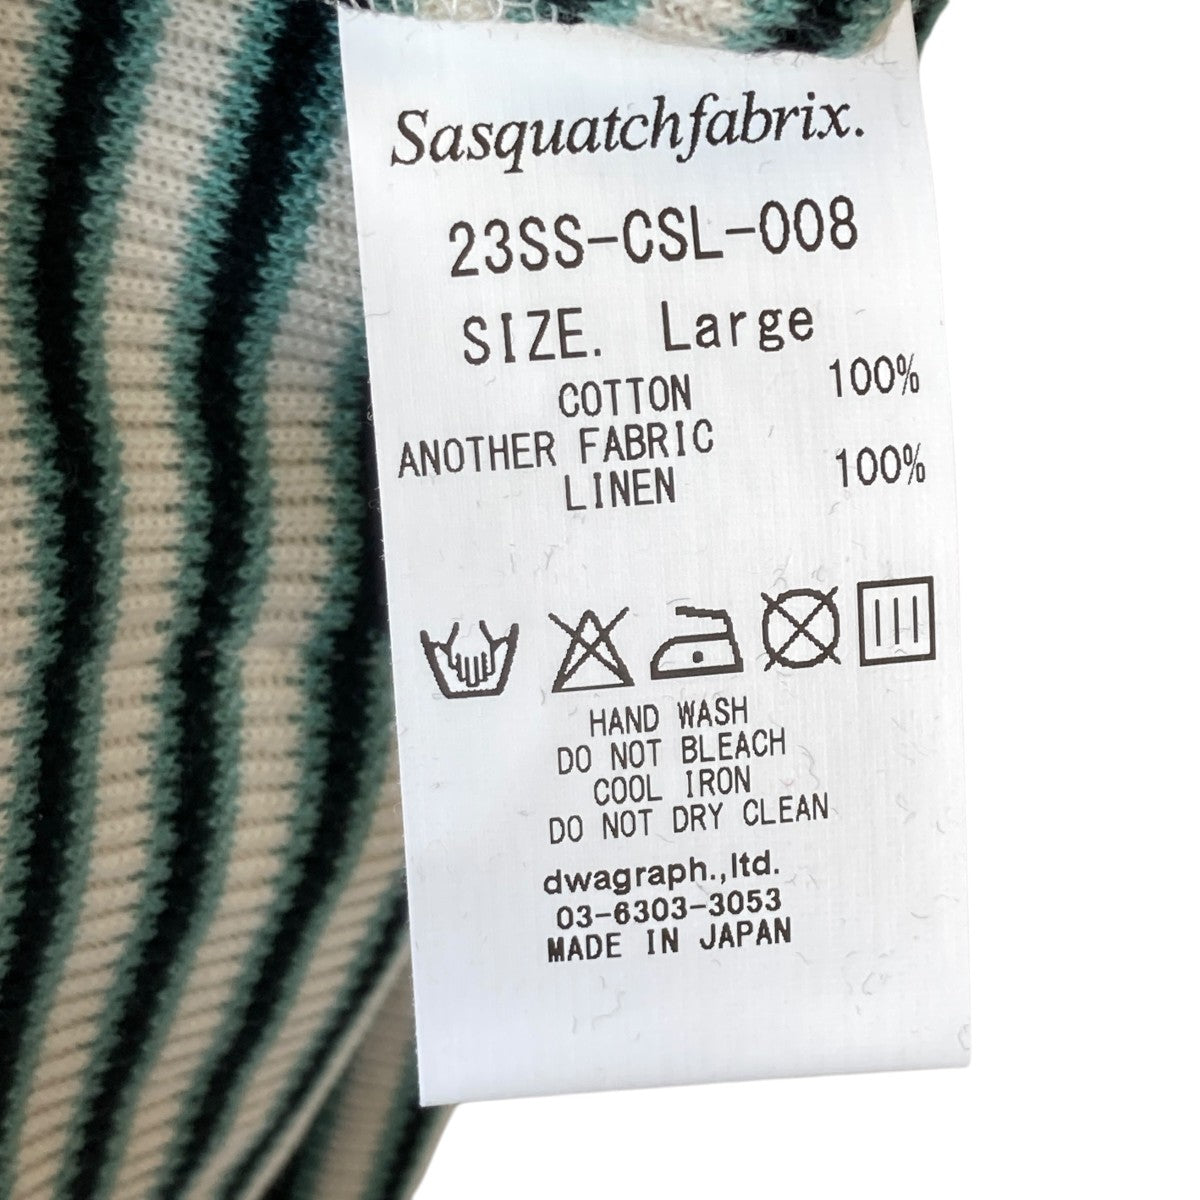 Sasquatchfabrix.
23SS-CSL-008
SIZE. Large
COTTON 100%
ANOTHER FABRIC
LINEN 100%
HAND WASH
DO NOT BLEACH
COOL IRON
DO NOT DRY CLEAN
dwagraph.,ltd.
03-6303-3053
MADE IN JAPAN